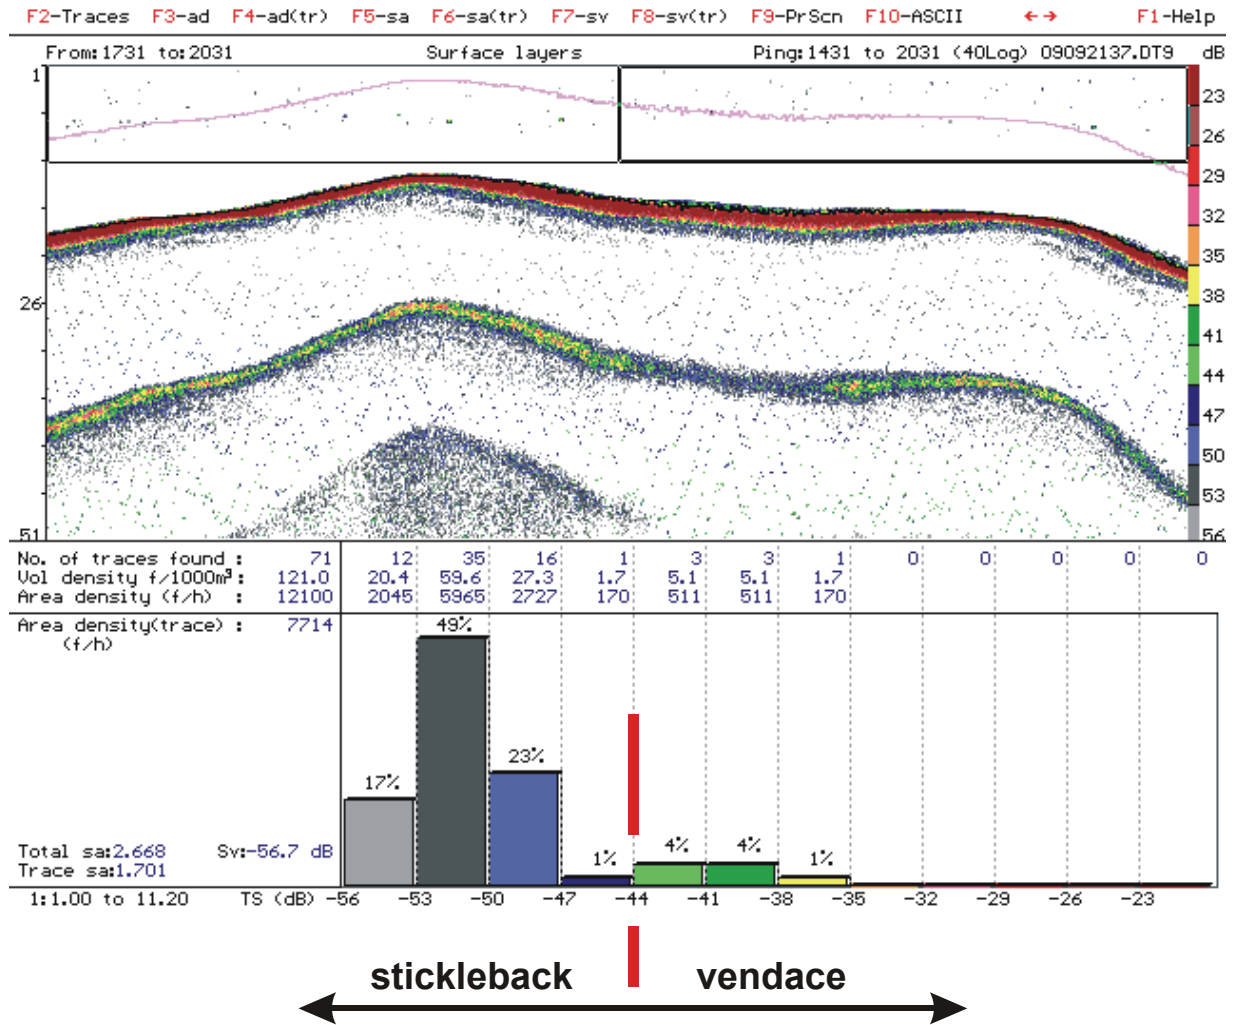 F2-Traces F3-ad F4-ad(tr) F5-sa F6-sa(tr) F7-sv F8-sv(tr) F9-PrScn F10-ASCII ←→ F1-Help
From:1731 to:2031 Surface layers Ping:1431 to 2031 (40Log) 09092137.DT9 dB
1
23
26
29
32
35
38
26
41
44
47
50
53
51
56
No. of traces found : 71 12 35 16 1 3 3 1 0 0 0 0 0
Vol density f/1000m³: 121.0 20.4 59.6 27.3 1.7 5.1 5.1 1.7
Area density (f/h) : 12100 2045 5965 2727 170 511 511 170
Area density(trace) : 7714
(f/h)
49%
23%
17%
4% 4%
1% 1%
Total sa:2.668 Sv:-56.7 dB
Trace sa:1.701
1:1.00 to 11.20 TS (dB) -56 -53 -50 -47 -44 -41 -38 -35 -32 -29 -26 -23
stickleback vendace